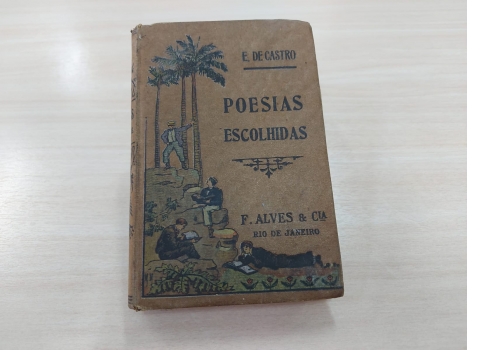 E. DE CASTRO
POESIAS
ESCOLHIDAS
F. ALVES & CIA
RIO DE JANEIRO